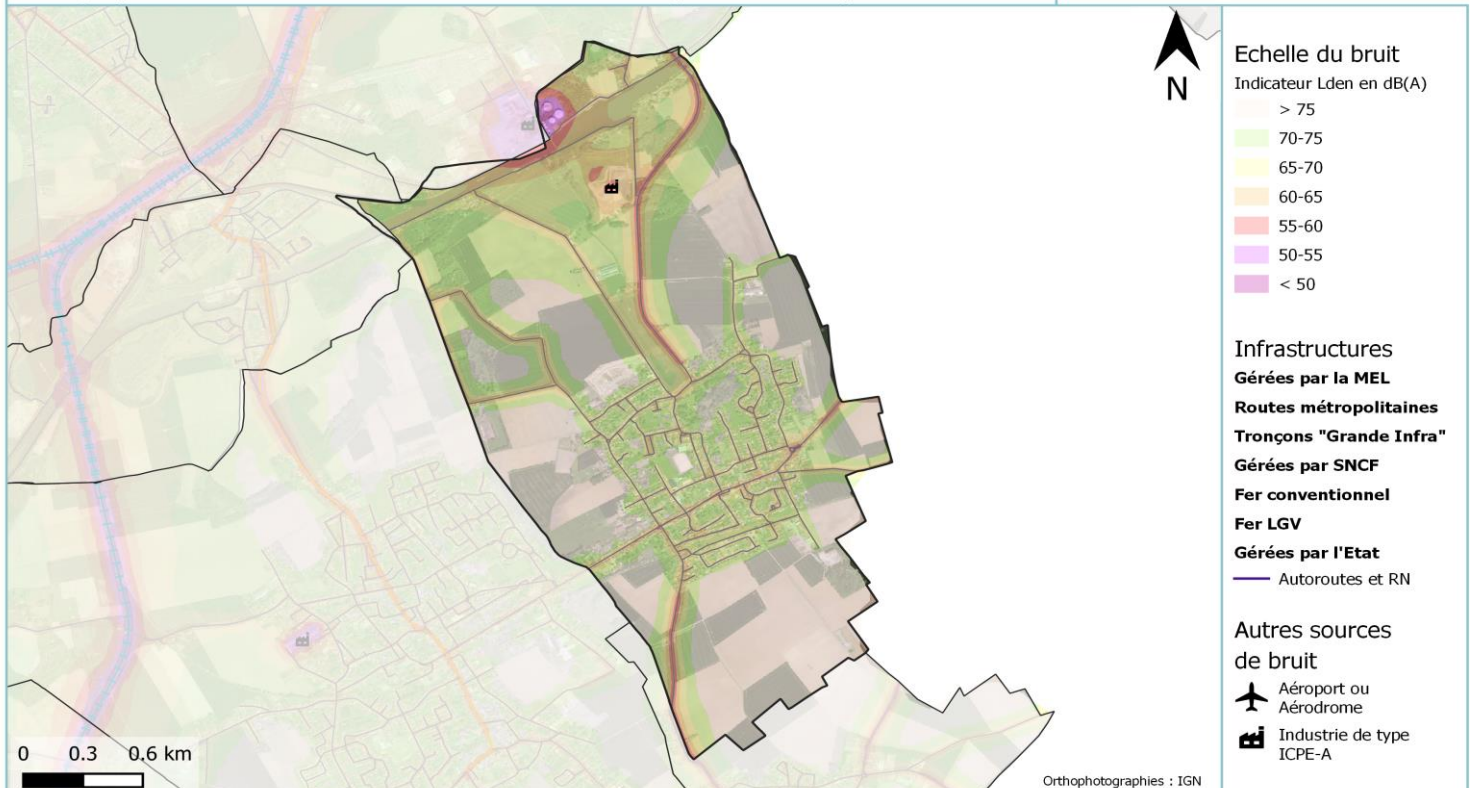 N
Echelle du bruit
Indicateur Lden en dB(A)
> 75
70-75
65-70
60-65
55-60
50-55
< 50
Infrastructures
Gérées par la MEL
Routes métropolitaines
Tronçons "Grande Infra"
Gérées par SNCF
Fer conventionnel
Fer LGV
Gérées par l'Etat
Autoroutes et RN
Autres sources
de bruit
Aéroport ou
Aérodrome
Industrie de type
ICPE-A
0 0.3 0.6 km
Orthophotographies : IGN